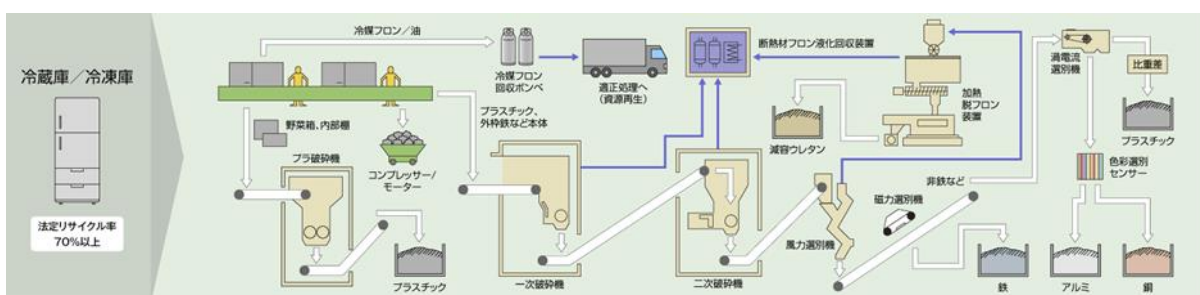 冷蔵庫／冷凍庫
法定リサイクル率
70%以上
冷媒フロン／油
冷媒フロン
回収ボンベ
適正処理へ
(資源再生)
断熱材フロン液化回収装置
加熱
脱フロン
装置
減容ウレタン
渦電流
選別機
比重差
プラスチック
色彩選別
センサー
野菜箱、内部棚
コンプレッサー/
モーター
プラスチック、
外枠鉄など本体
プラ破砕機
プラスチック
一次破砕機
二次破砕機
風力選別機
磁力選別機
非鉄など
鉄
アルミ
銅